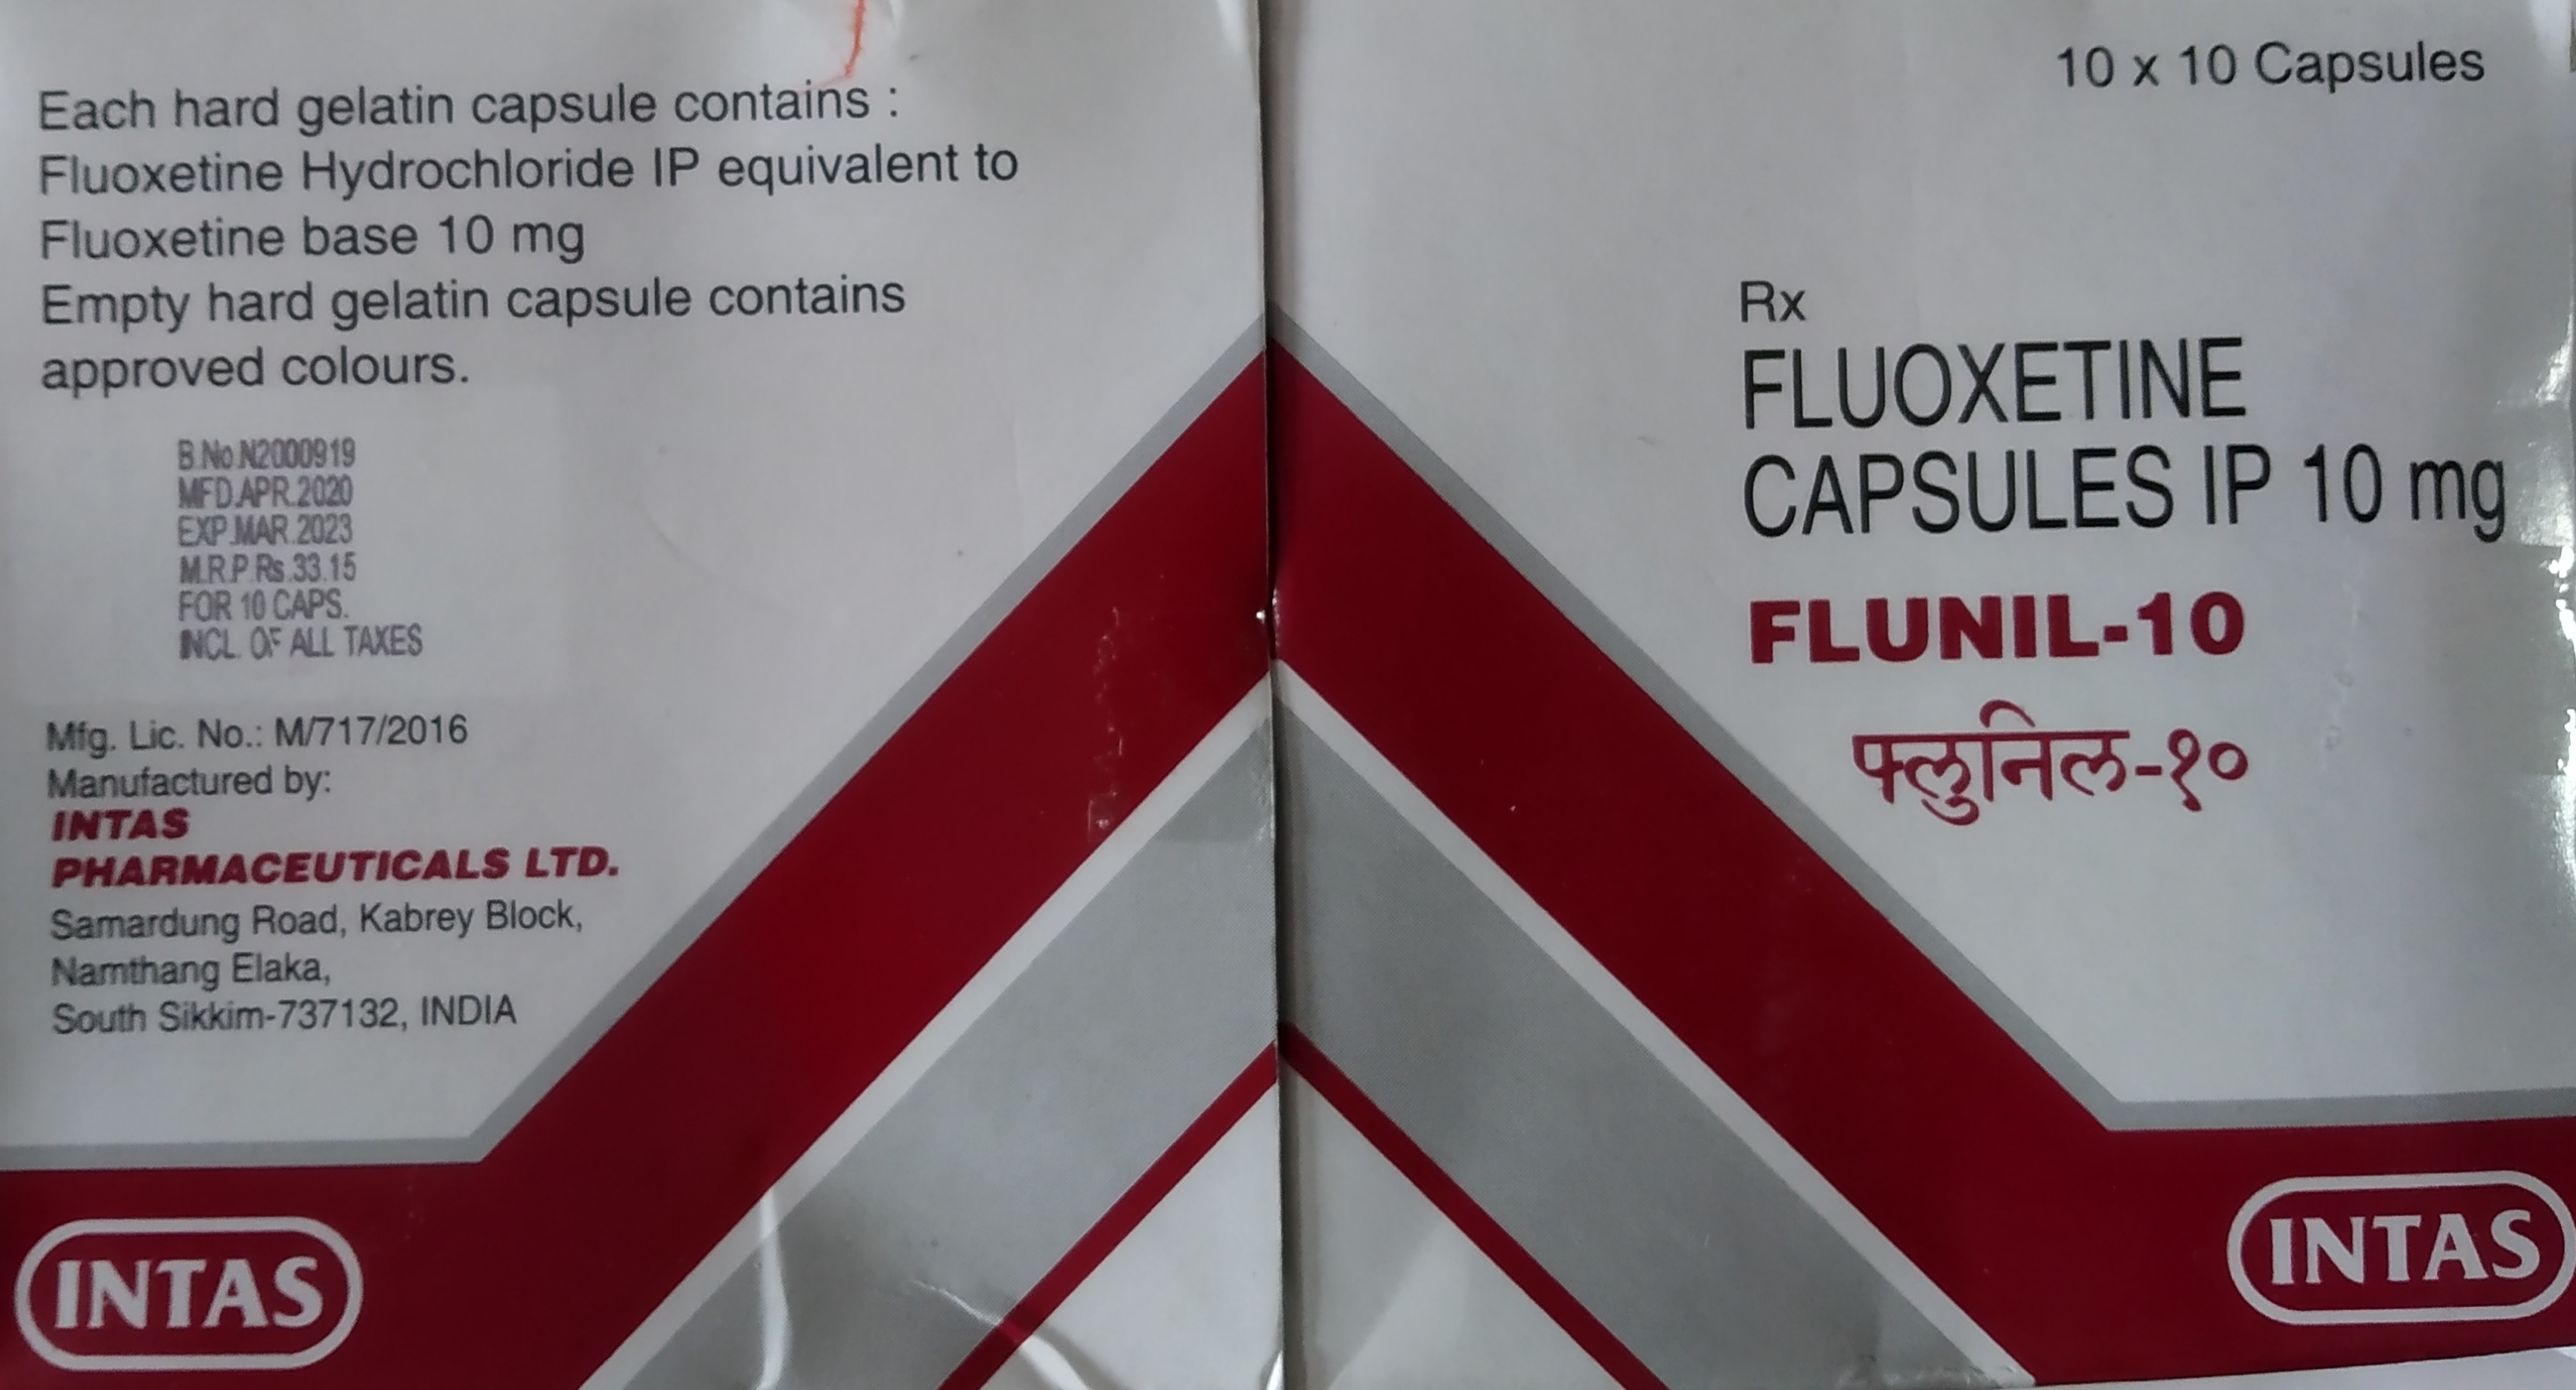 Each hard gelatin capsule contains :
Fluoxetine Hydrochloride IP equivalent to
Fluoxetine base 10 mg
Empty hard gelatin capsule contains
approved colours.
B.No.N2000919
MFD.APR.2020
EXP.MAR.2023
M.R.P.Rs.33.15
FOR 10 CAPS.
INCL. OF ALL TAXES
Mfg. Lic. No.: M/717/2016
Manufactured by:
INTAS
PHARMACEUTICALS LTD.
Samardung Road, Kabrey Block,
Namthang Elaka,
South Sikkim-737132, INDIA
INTAS
10 x 10 Capsules
Rx
FLUOXETINE
CAPSULES IP 10 mg
FLUNIL-10
फ्लुनिल-१०
INTAS